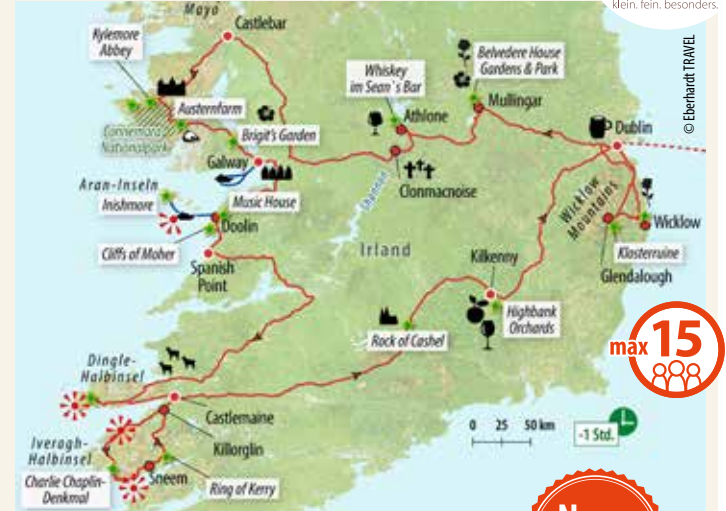 klein. fein. besonders.
© Eberhardt TRAVEL
Mayo
Castlebar
Kylemore
Abbey
Belvedere House
Gardens & Park
Whiskey
im Sean`s Bar
Mullingar
Austernfarm
Athlone
Dublin
Connemara
Nationalpark
Brigit's Garden
Galway
Clonmacnoise
Shannon
Wicklow
Mountains
Aran-Inseln
Inishmore
Music House
Doolin
Wicklow
Cliffs of Moher
Irland
Klosterruine
Kilkenny
Glendalough
Spanish
Point
Highbank
Orchards
Rock of Cashel
max 15
Dingle-
Halbinsel
Castlemaine
0 25 50 km
-1 Std.
Iveragh-
Halbinsel
Killorglin
Sneem
Ring of Kerry
Charlie Chaplin-
Denkmal